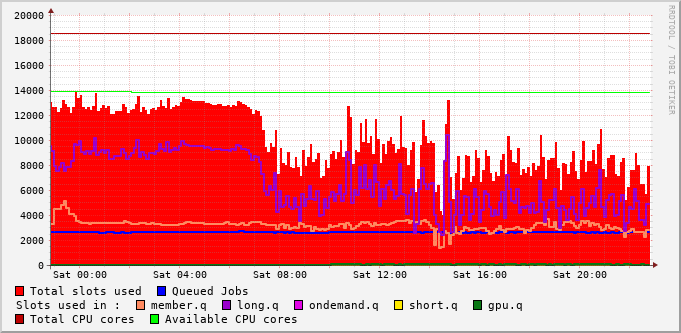 20000
18000
16000
14000
12000
10000
8000
6000
4000
2000
0
Sat 00:00 Sat 04:00 Sat 08:00 Sat 12:00 Sat 16:00 Sat 20:00
Total slots used Queued Jobs
Slots used in : member.q long.q ondemand.q short.q gpu.q
Total CPU cores Available CPU cores
RRDTOOL / TOBI OETIKER